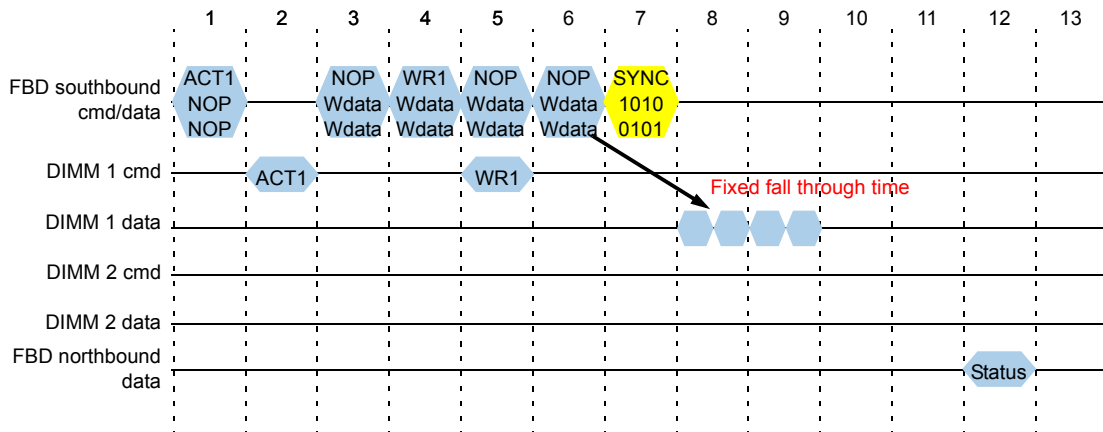 1 2 3 4 5 6 7 8 9 10 11 12 13
FBD southbound
cmd/data
ACT1
NOP
NOP
NOP
Wdata
Wdata
WR1
Wdata
Wdata
NOP
Wdata
Wdata
NOP
Wdata
Wdata
SYNC
1010
0101
DIMM 1 cmd
ACT1
WR1
Fixed fall through time
DIMM 1 data
DIMM 2 cmd
DIMM 2 data
FBD northbound
data
Status